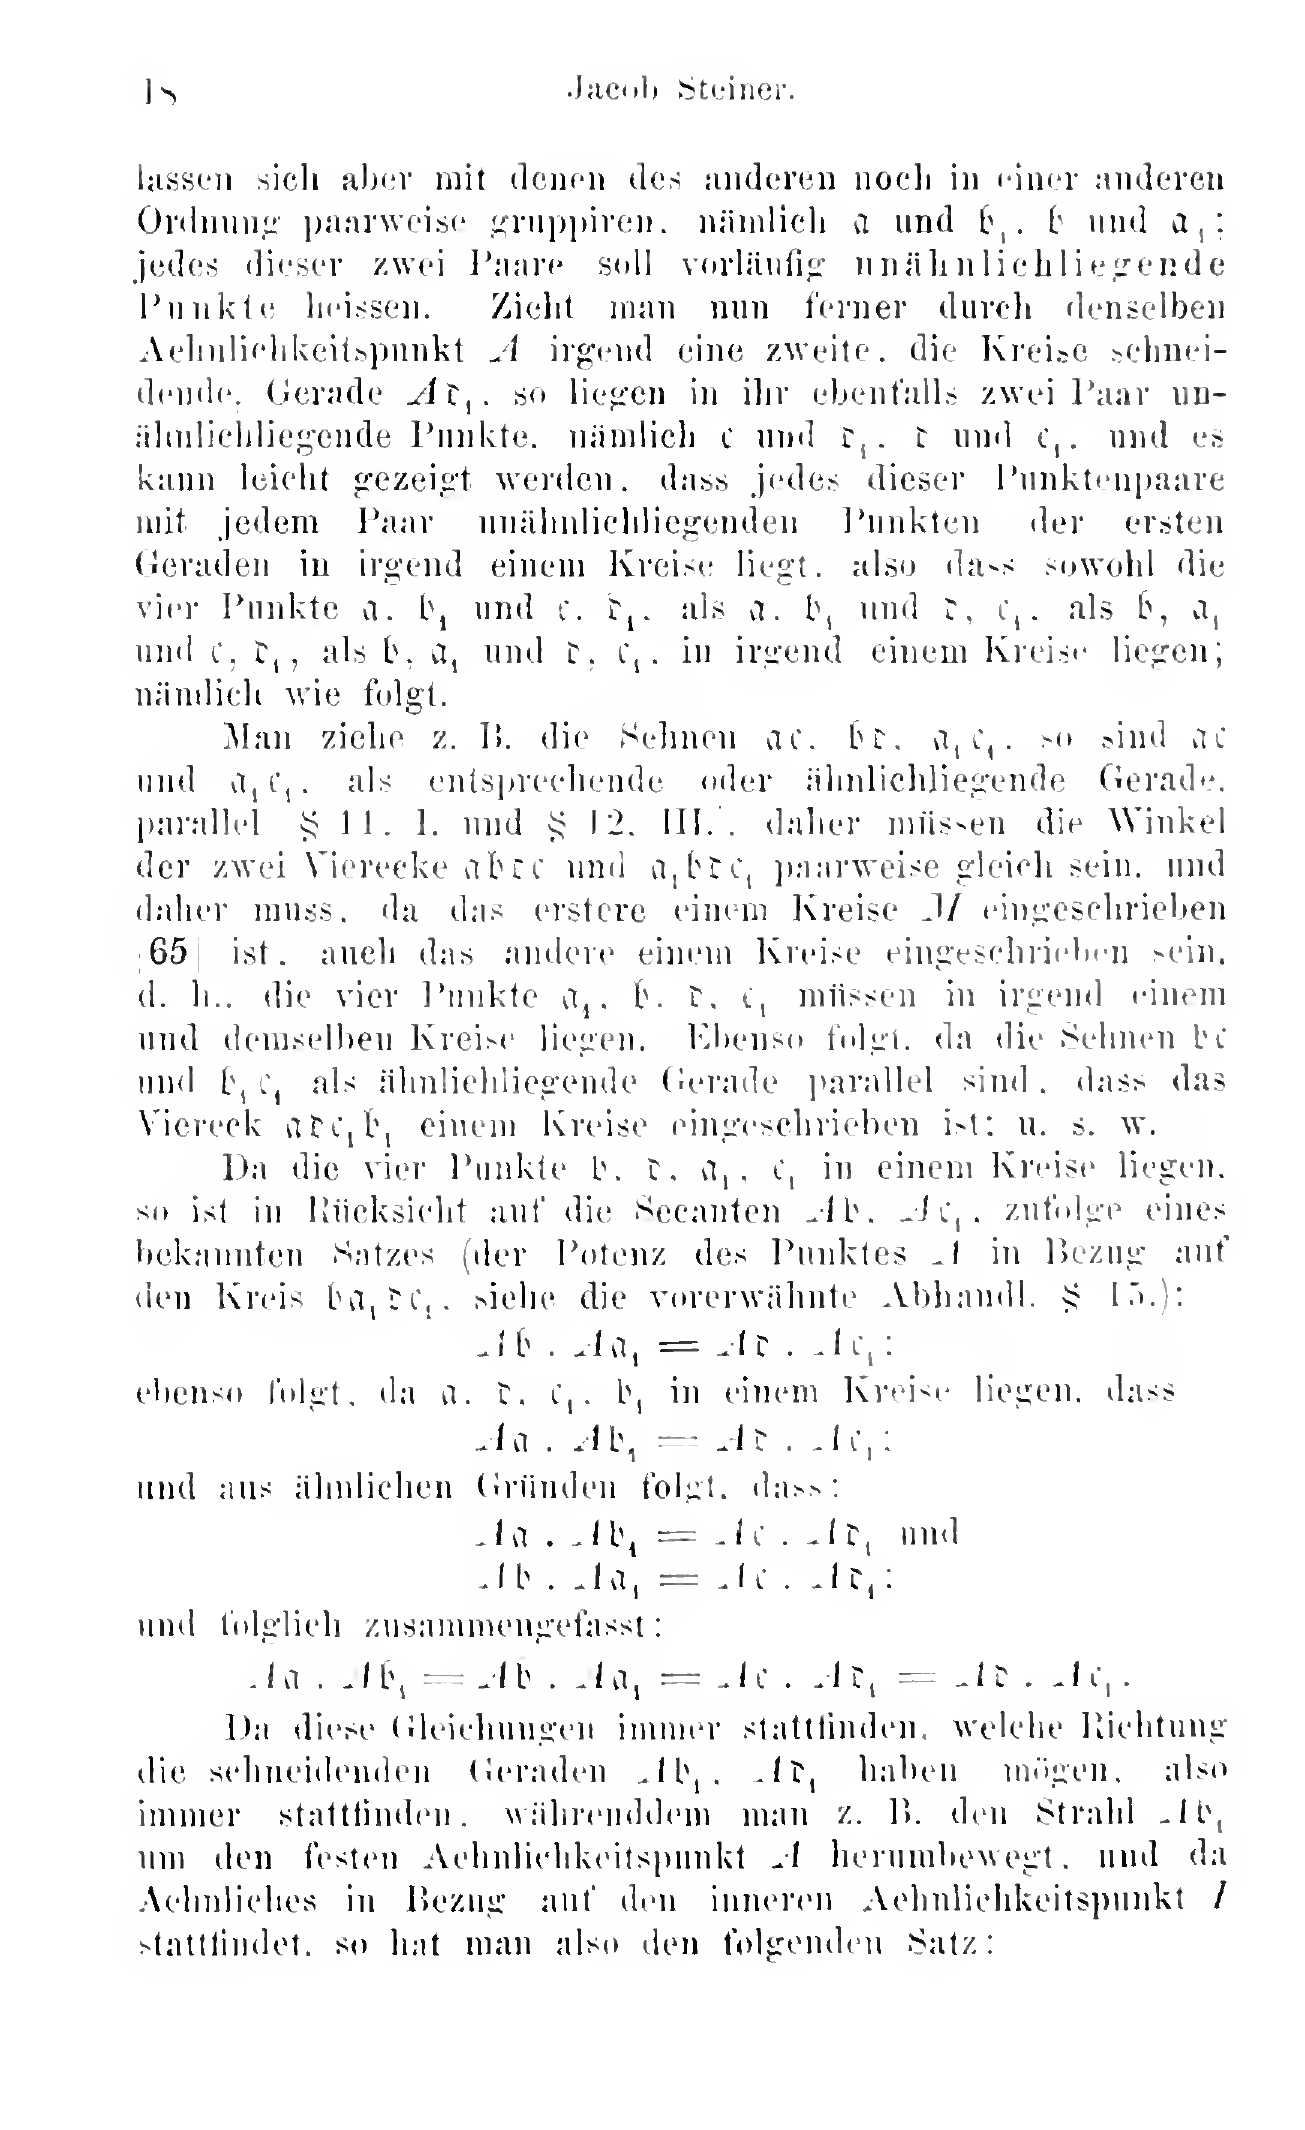 18 Jacob Steiner.
lassen sich aber mit denen des anderen noch in einer anderen
Ordnung paarweise gruppiren, nämlich a und b₁, b und a₁;
jedes dieser zwei Paare soll vorläufig unähnlichliegende
Punkte heissen. Zieht man nun ferner durch denselben
Aehnlichkeitspunkt A irgend eine zweite, die Kreise schnei-
dende, Gerade Ar₁, so liegen in ihr ebenfalls zwei Paar un-
ähnlichliegende Punkte, nämlich c und r₁, r und c₁, und es
kann leicht gezeigt werden, dass jedes dieser Punktenpaare
mit jedem Paar unähnlichliegenden Punkten der ersten
Geraden in irgend einem Kreise liegt, also dass sowohl die
vier Punkte a, b₁ und c, r₁, als a, b₁ und r, c₁, als b, a₁
und c, r₁, als b, a₁ und r, c₁, in irgend einem Kreise liegen;
nämlich wie folgt.
Man ziehe z. B. die Sehnen ac, br, a₁c₁, so sind ac
und a₁c₁, als entsprechende oder ähnlichliegende Gerade,
parallel § 11, I. und § 12, III., daher müssen die Winkel
der zwei Vierecke abrc und a₁brc₁ paarweise gleich sein, und
daher muss, da das erstere einem Kreise M eingeschrieben
|65| ist, auch das andere einem Kreise eingeschrieben sein,
d. h., die vier Punkte a₁, b, r, c₁ müssen in irgend einem
und demselben Kreise liegen. Ebenso folgt, da die Sehnen bc
und b₁c₁ als ähnlichliegende Gerade parallel sind, dass das
Viereck arc₁b₁ einem Kreise eingeschrieben ist; u. s. w.
Da die vier Punkte b, r, a₁, c₁ in einem Kreise liegen,
so ist in Rücksicht auf die Secanten Ab, Ac₁, zufolge eines
bekannten Satzes (der Potenz des Punktes A in Bezug auf
den Kreis ba₁rc₁, siehe die vorerwähnte Abhandl. § 15.):
Ab . Aa₁ = Ar . Ac₁;
ebenso folgt, da a, r, c₁, b₁ in einem Kreise liegen, dass
Aa . Ab₁ = Ar . Ac₁;
und aus ähnlichen Gründen folgt, dass:
Aa . Ab₁ = Ac . Ar₁ und
Ab . Aa₁ = Ac . Ar₁;
und folglich zusammengefasst:
Aa . Ab₁ = Ab . Aa₁ = Ac . Ar₁ = Ar . Ac₁.
Da diese Gleichungen immer stattfinden, welche Richtung
die schneidenden Geraden Ab₁, Ar₁ haben mögen, also
immer stattfinden, währenddem man z. B. den Strahl Ab₁
um den festen Aehnlichkeitspunkt A herumbewegt, und da
Aehnliches in Bezug auf den inneren Aehnlichkeitspunkt I
stattfindet, so hat man also den folgenden Satz: